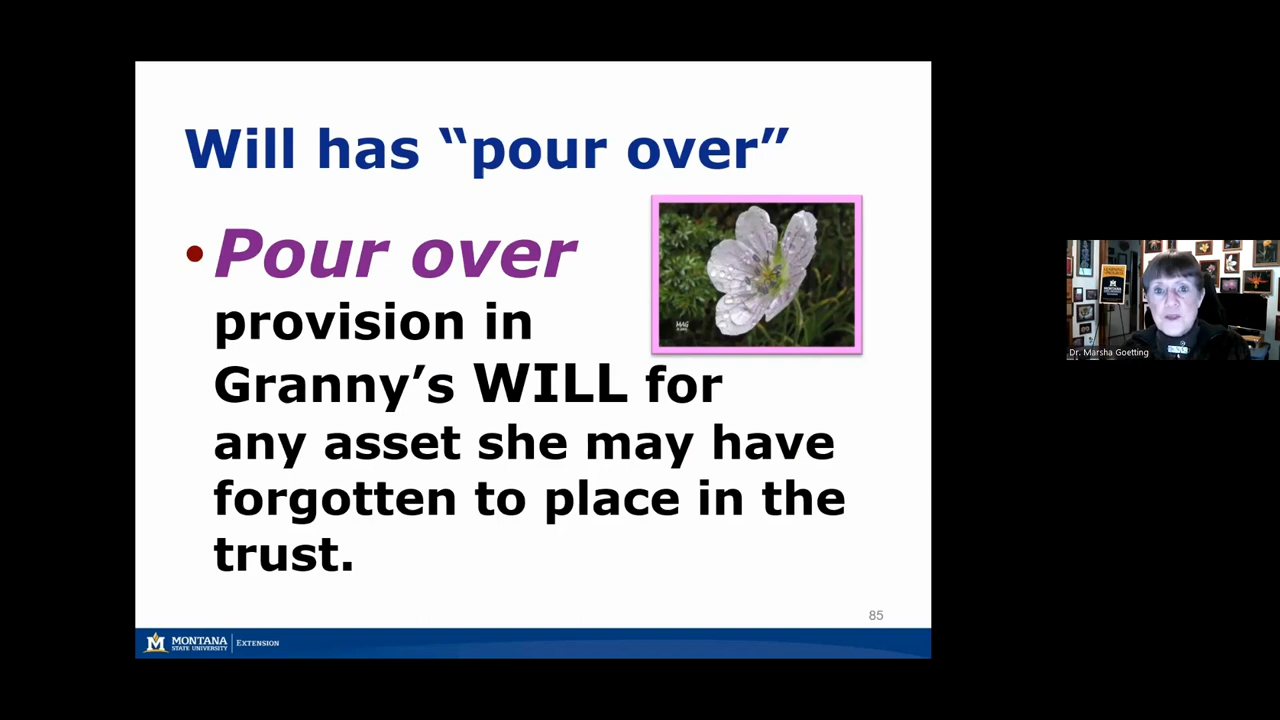 Will has “pour over”
•Pour over
provision in
Granny’s WILL for
any asset she may have
forgotten to place in the
trust.
85
MONTANA
STATE UNIVERSITY
EXTENSION
Dr. Marsha Goetting
MONTANA